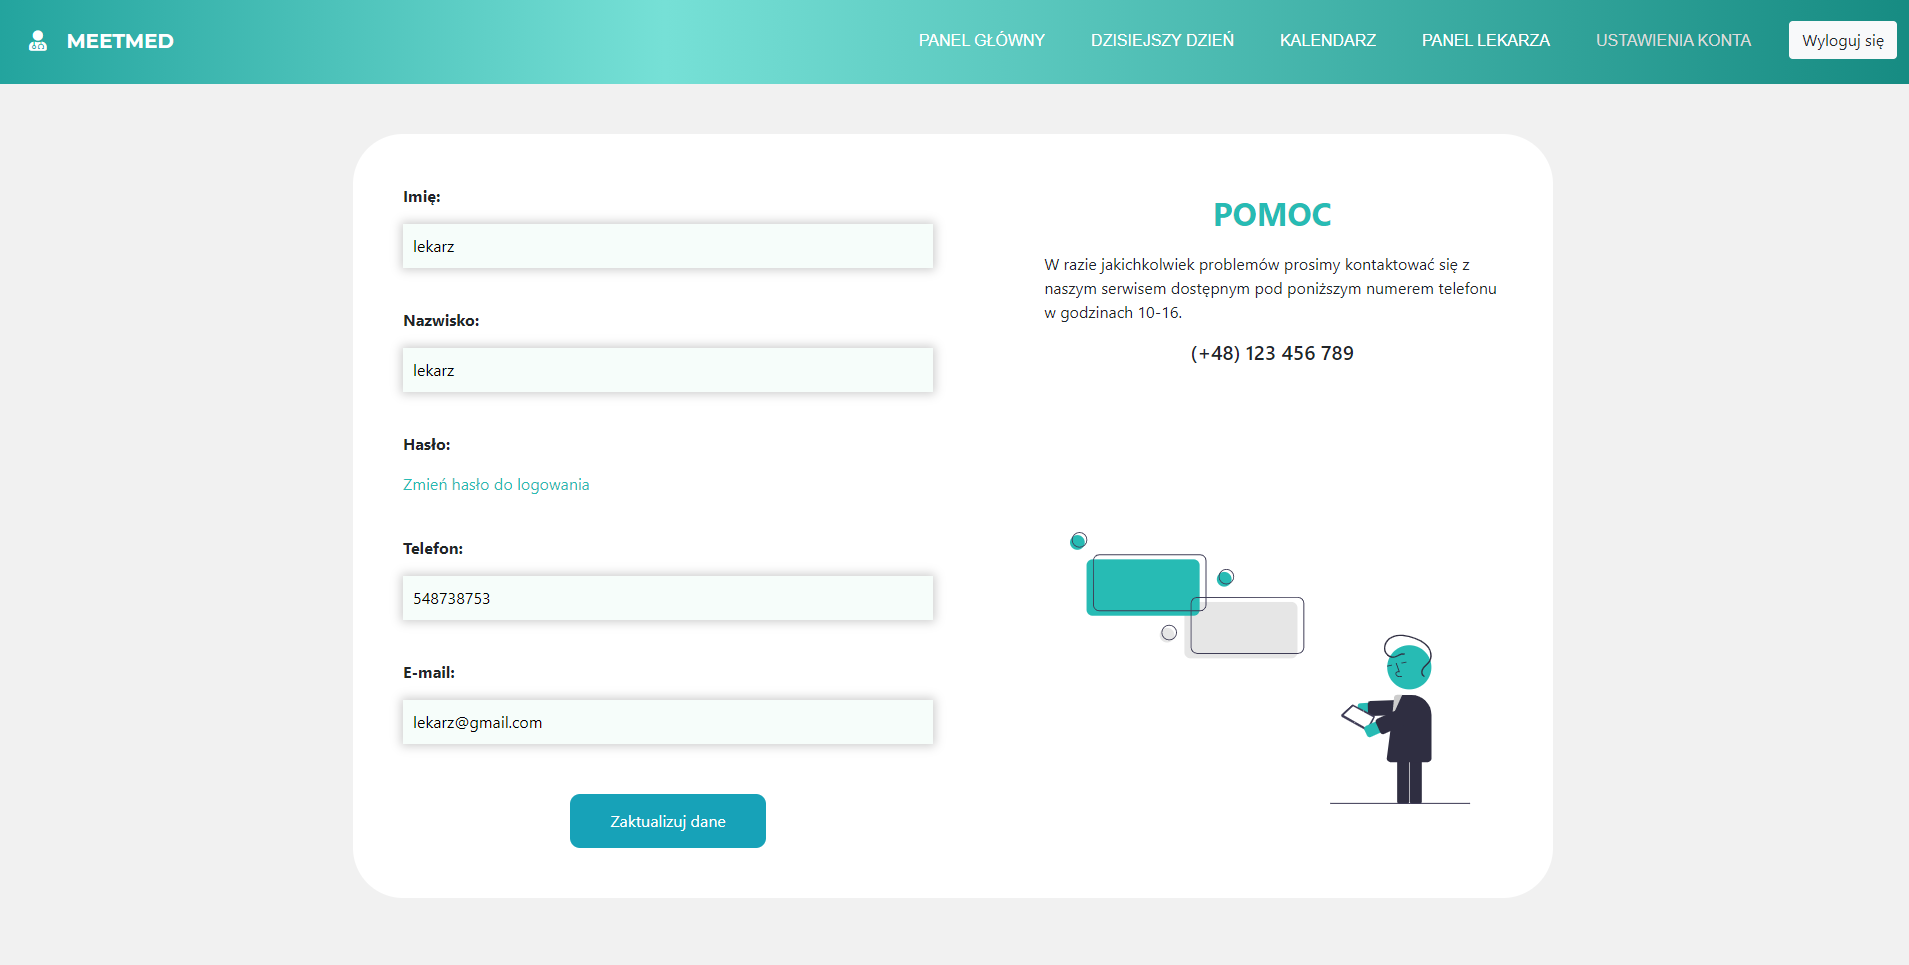 MEETMED
PANEL GŁÓWNY
DZISIEJSZY DZIEŃ
KALENDARZ
PANEL LEKARZA
USTAWIENIA KONTA
Wyloguj się
Imię:
lekarz
Nazwisko:
lekarz
Hasło:
Zmień hasło do logowania
Telefon:
548738753
E-mail:
lekarz@gmail.com
Zaktualizuj dane
POMOC
W razie jakichkolwiek problemów prosimy kontaktować się z
naszym serwisem dostępnym pod poniższym numerem telefonu
w godzinach 10-16.
(+48) 123 456 789